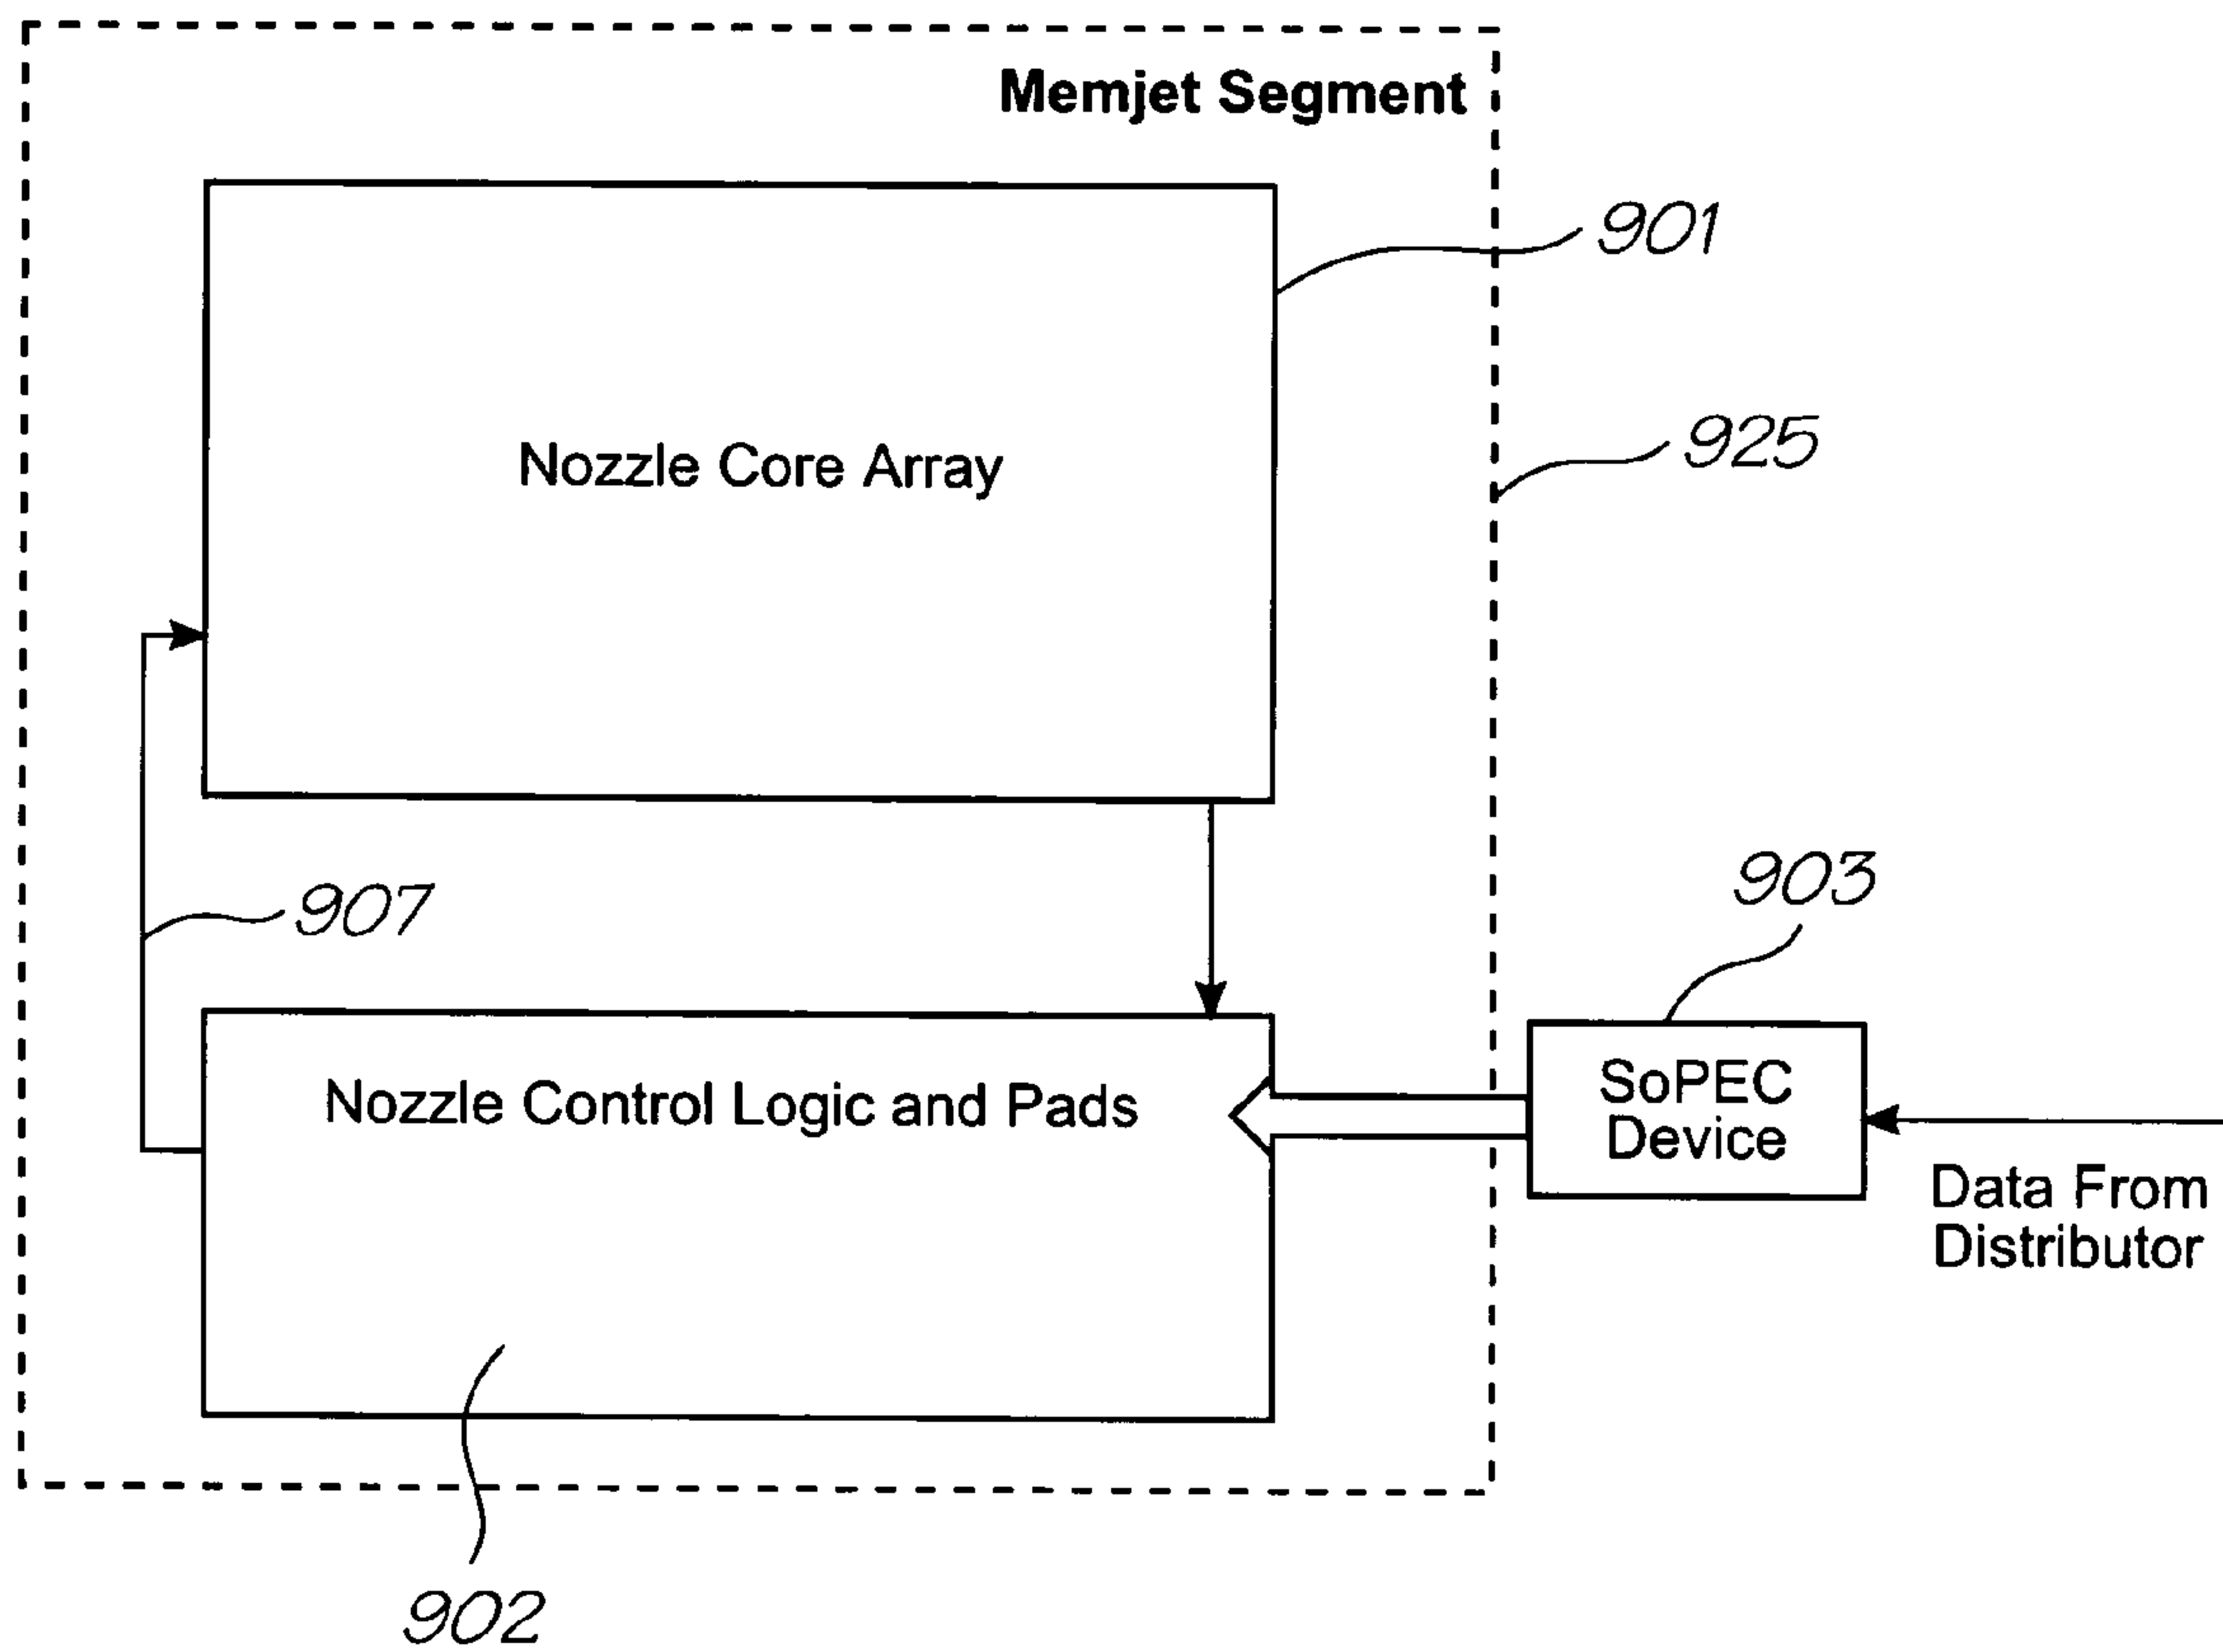 Memjet Segment
901
Nozzle Core Array
925
903
907
SoPEC
Device
Nozzle Control Logic and Pads
Data From
Distributor
902